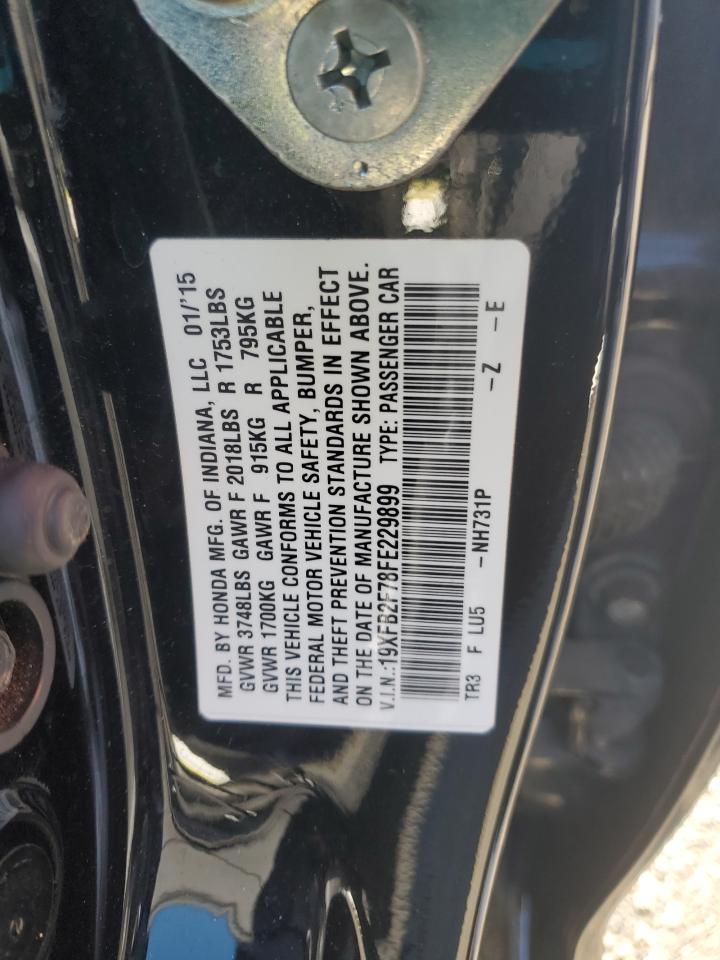 MFD. BY HONDA MFG. OF INDIANA, LLC 01/'15
GVWR 3748LBS GAWR F 2018LBS R 1753LBS
GVWR 1700KG GAWR F 915KG R 795KG
THIS VEHICLE CONFORMS TO ALL APPLICABLE
FEDERAL MOTOR VEHICLE SAFETY, BUMPER,
AND THEFT PREVENTION STANDARDS IN EFFECT
ON THE DATE OF MANUFACTURE SHOWN ABOVE.
V.I.N.:19XFB2F78FE229899 TYPE: PASSENGER CAR
TR3 F LU5 -NH731P -Z -E